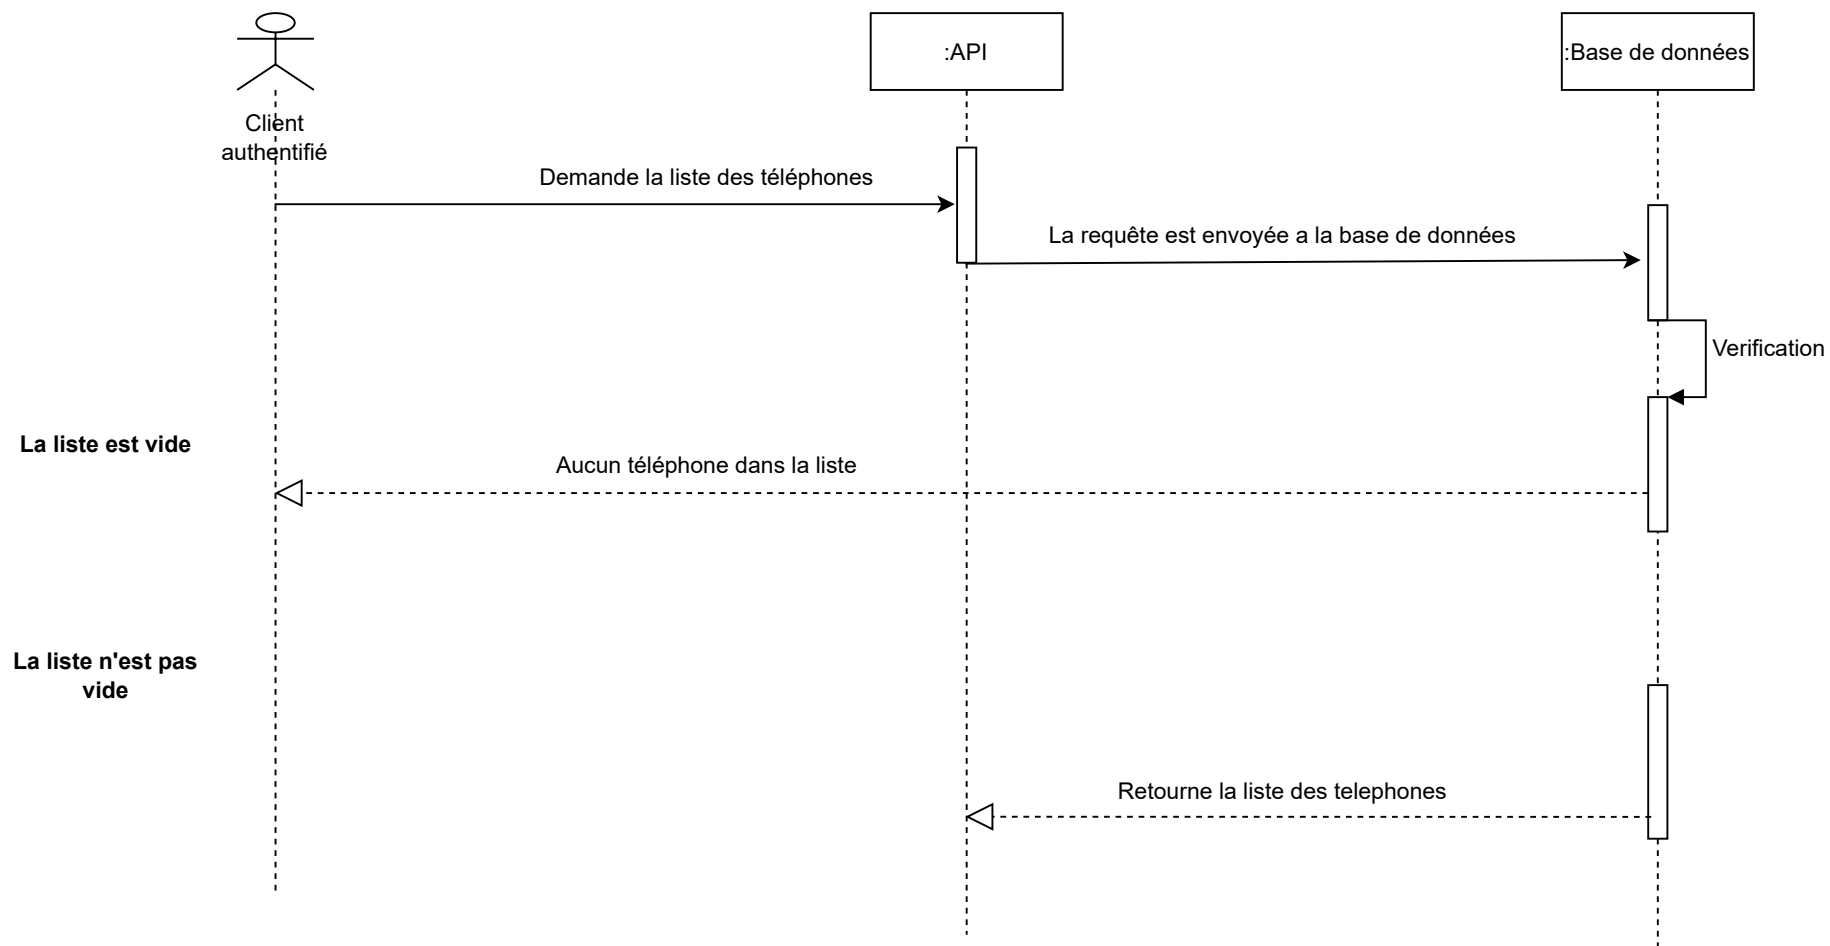 :API
:Base de données
Client
authentifié
Demande la liste des téléphones
La requête est envoyée a la base de données
Verification
La liste est vide
Aucun téléphone dans la liste
La liste n'est pas
vide
Retourne la liste des telephones